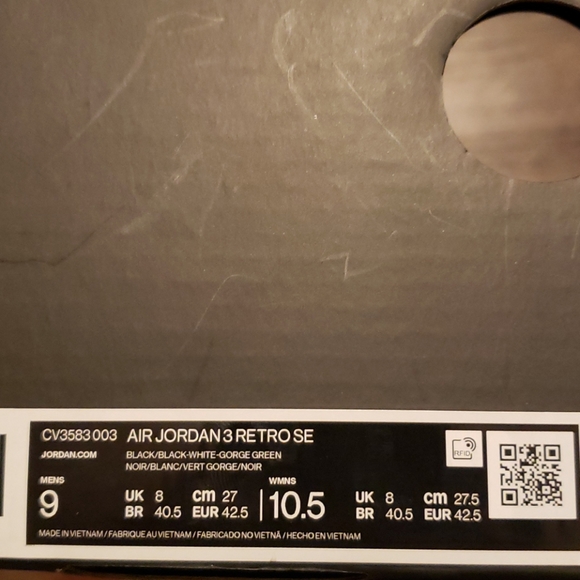 CV3583 003 AIR JORDAN 3 RETRO SE
JORDAN.COM
BLACK/BLACK-WHITE-GORGE GREEN
NOIR/BLANC/VERT GORGE/NOIR
RFID
MENS
9
UK 8 cm 27
BR 40.5 EUR 42.5
WMNS
10.5
UK 8 cm 27.5
BR 40.5 EUR 42.5
MADE IN VIETNAM / FABRIQUE AU VIETNAM / FABRICADO NO VIETNÃ / HECHO EN VIETNAM